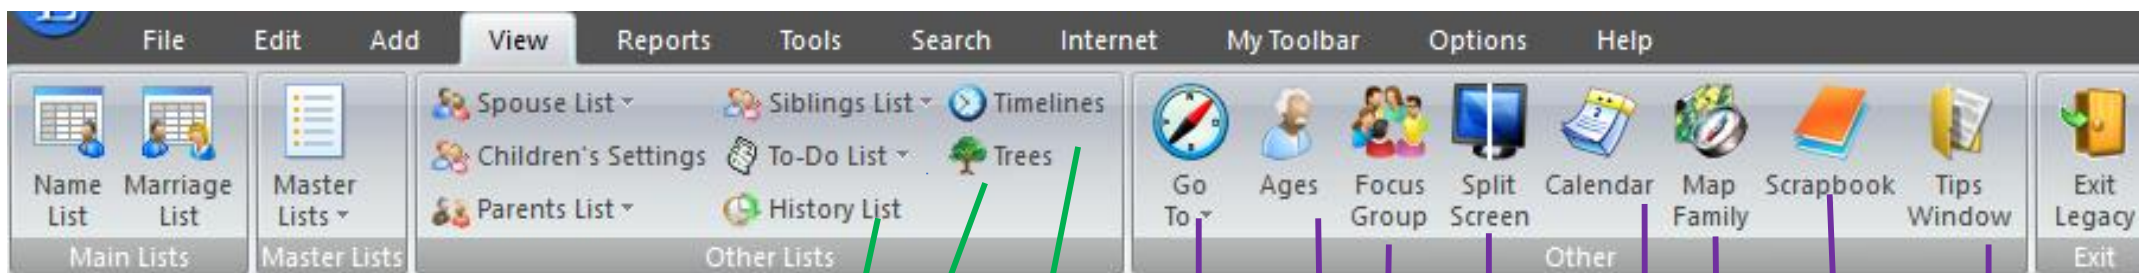 File Edit Add View Reports Tools Search Internet My Toolbar Options Help
Name List
Marriage List
Main Lists
Master Lists
Master Lists
Spouse List
Children's Settings
Parents List
Siblings List
To-Do List
History List
Timelines
Trees
Other Lists
Go To
Ages
Focus Group
Split Screen
Calendar
Map Family
Scrapbook
Tips Window
Other
Exit Legacy
Exit